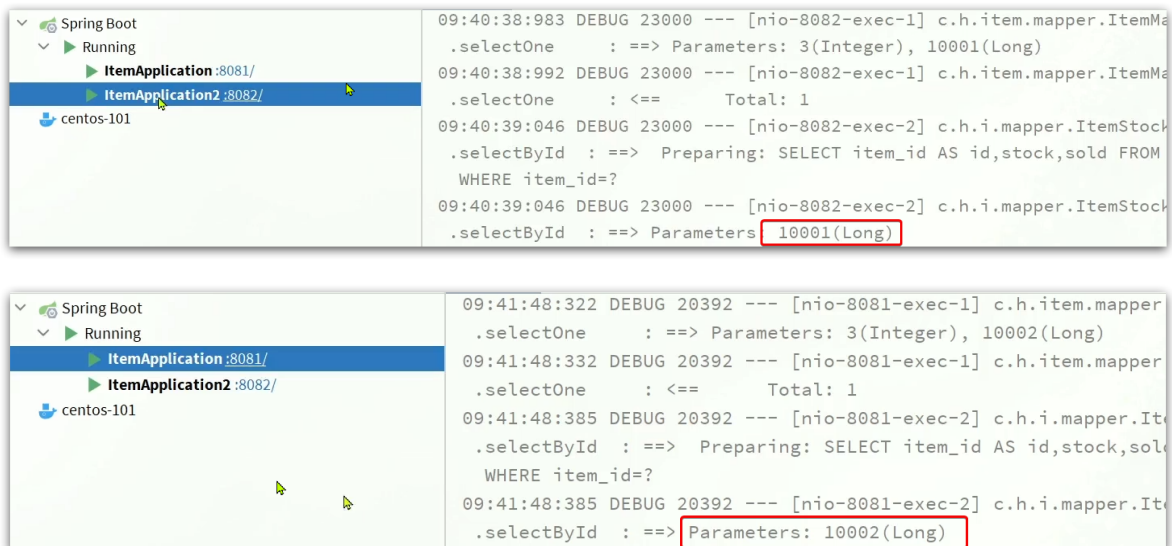 Spring Boot
Running
ItemApplication :8081/
ItemApplication2 :8082/
centos-101
09:40:38:983 DEBUG 23000 --- [nio-8082-exec-1] c.h.item.mapper.ItemMa
.selectOne : ==> Parameters: 3(Integer), 10001(Long)
09:40:38:992 DEBUG 23000 --- [nio-8082-exec-1] c.h.item.mapper.ItemMa
.selectOne : <== Total: 1
09:40:39:046 DEBUG 23000 --- [nio-8082-exec-2] c.h.i.mapper.ItemStock
.selectById : ==> Preparing: SELECT item_id AS id,stock,sold FROM
WHERE item_id=?
09:40:39:046 DEBUG 23000 --- [nio-8082-exec-2] c.h.i.mapper.ItemStock
.selectById : ==> Parameters: 10001(Long)
Spring Boot
Running
ItemApplication :8081/
ItemApplication2 :8082/
centos-101
09:41:48:322 DEBUG 20392 --- [nio-8081-exec-1] c.h.item.mapper
.selectOne : ==> Parameters: 3(Integer), 10002(Long)
09:41:48:332 DEBUG 20392 --- [nio-8081-exec-1] c.h.item.mapper
.selectOne : <== Total: 1
09:41:48:385 DEBUG 20392 --- [nio-8081-exec-2] c.h.i.mapper.Ite
.selectById : ==> Preparing: SELECT item_id AS id,stock,sol
WHERE item_id=?
09:41:48:385 DEBUG 20392 --- [nio-8081-exec-2] c.h.i.mapper.Ite
.selectById : ==> Parameters: 10002(Long)